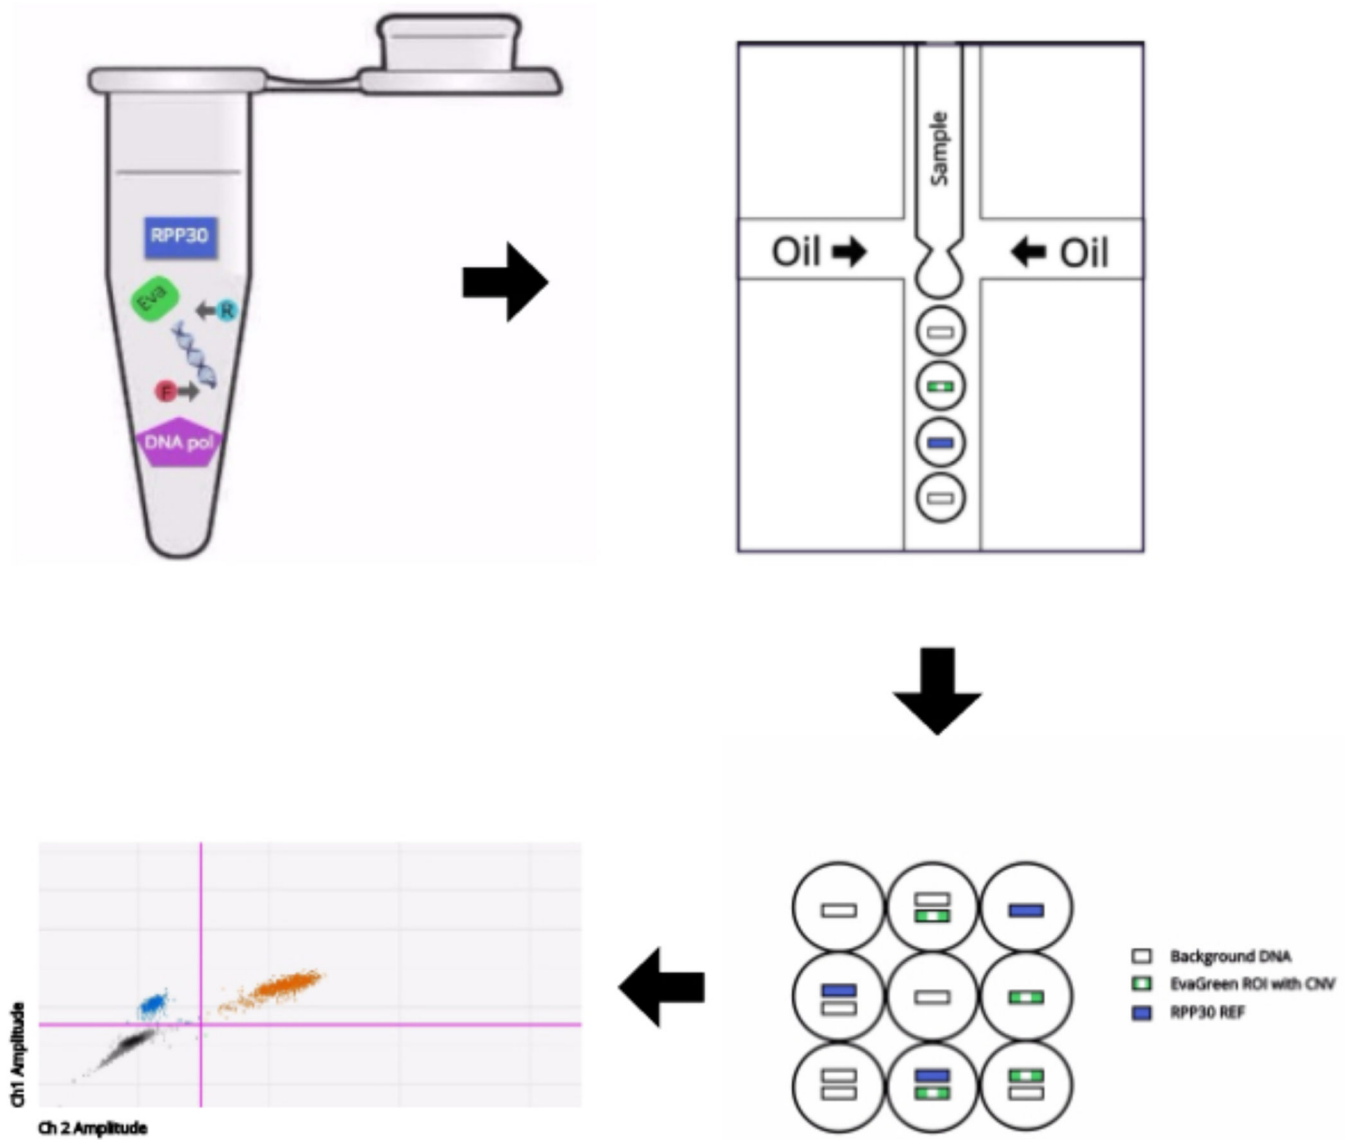 RPP30
Eva
R
F
DNA pol
Sample
Oil
Oil
Ch1 Amplitude
Ch 2 Amplitude
Background DNA
EvaGreen ROI with CNV
RPP30 REF